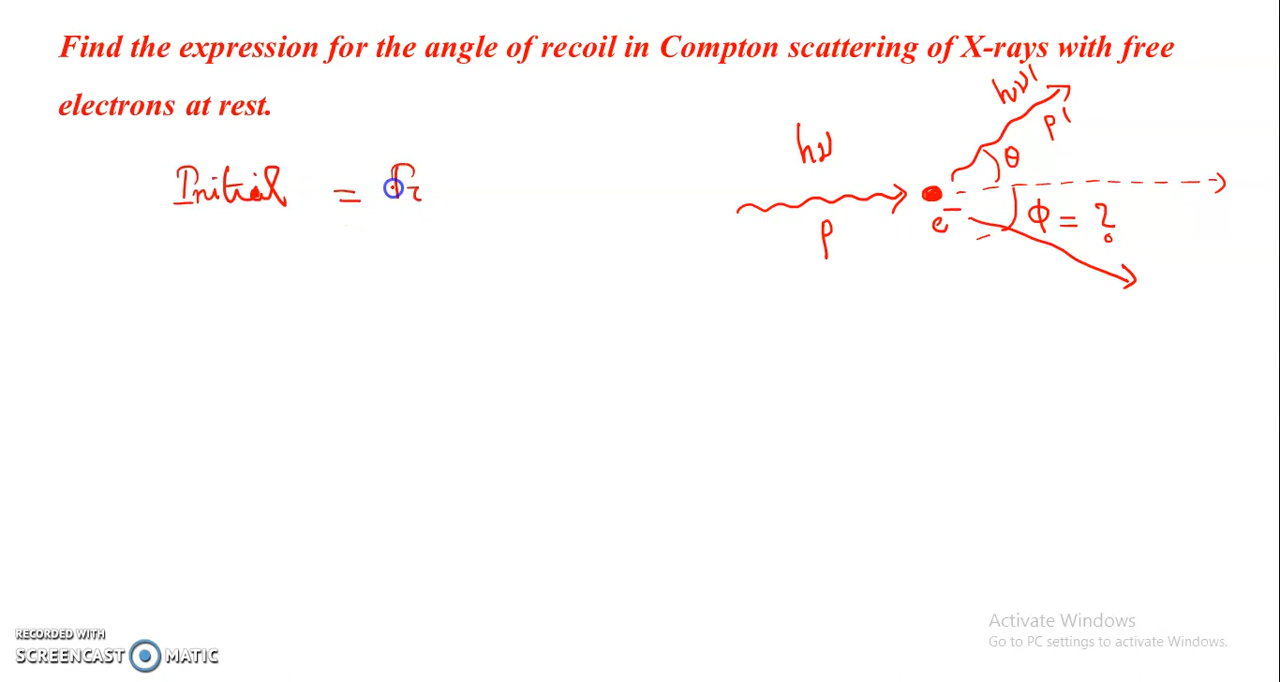 Find the expression for the angle of recoil in Compton scattering of X-rays with free
electrons at rest.
hν'
p'
hν
θ
Initial =
e⁻
ϕ = ?
p
Activate Windows
Go to PC settings to activate Windows.
RECORDED WITH
SCREENCAST MATIC